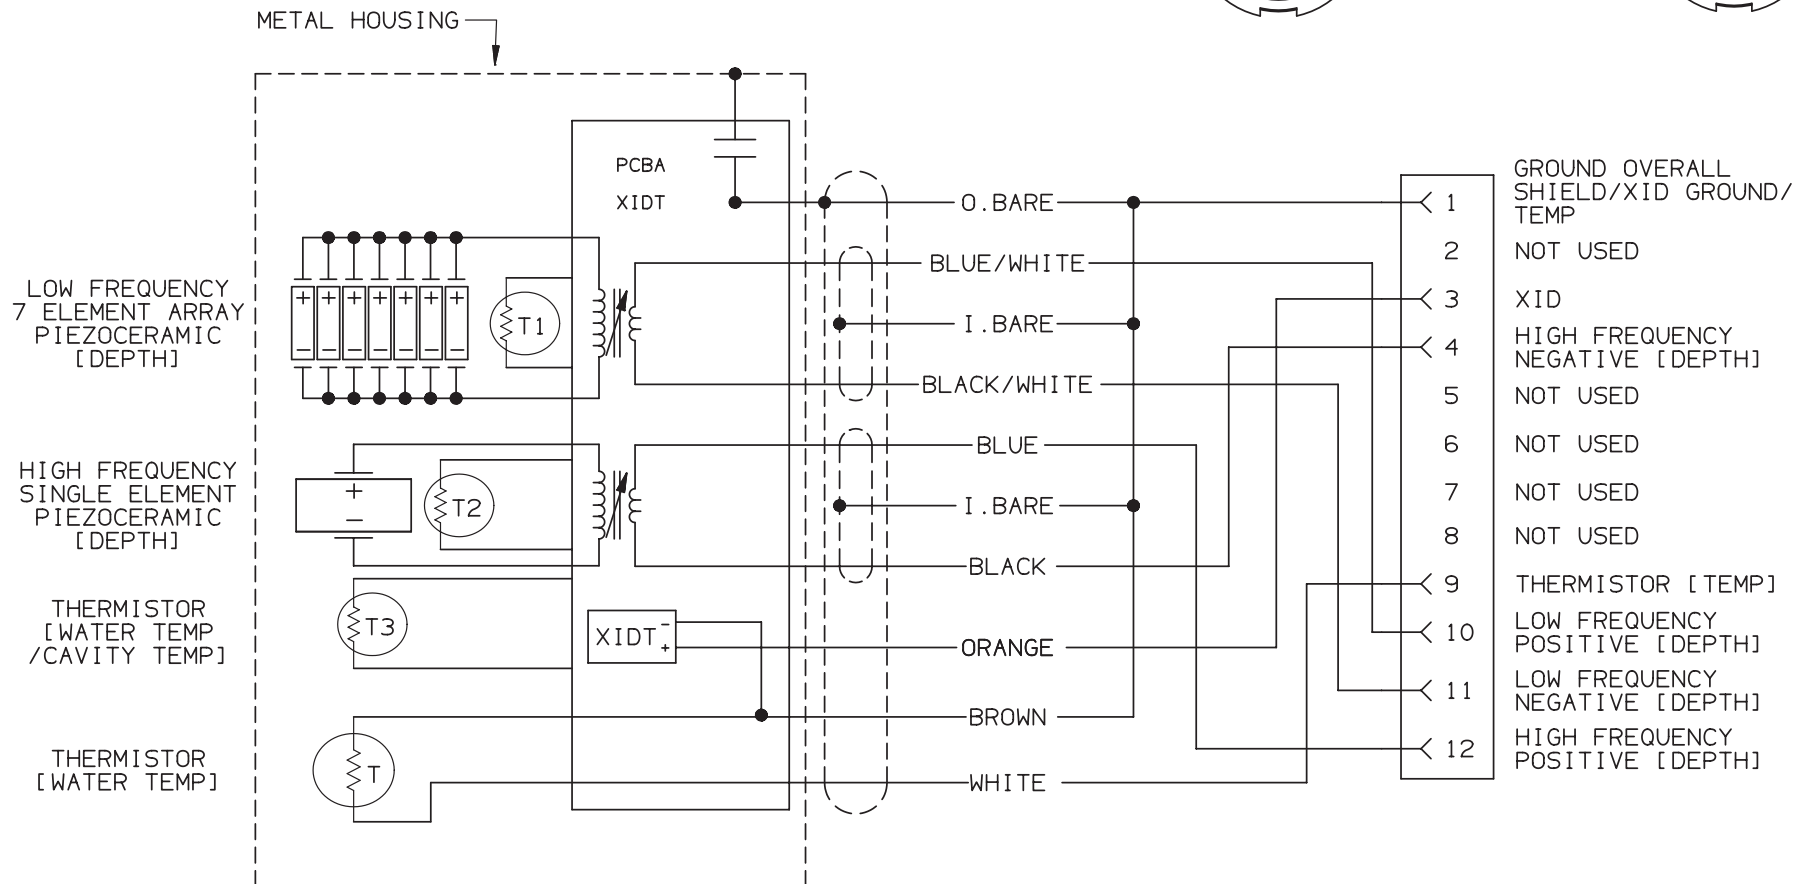 METAL HOUSING
PCBA
XIDT
LOW FREQUENCY
7 ELEMENT ARRAY
PIEZOCERAMIC
[DEPTH]
+ + + + + + +
− − − − − − −
T1
HIGH FREQUENCY
SINGLE ELEMENT
PIEZOCERAMIC
[DEPTH]
+
−
T2
THERMISTOR
[WATER TEMP
/CAVITY TEMP]
T3
XIDT
−
+
THERMISTOR
[WATER TEMP]
T
O.BARE
BLUE/WHITE
I.BARE
BLACK/WHITE
BLUE
I.BARE
BLACK
ORANGE
BROWN
WHITE
1 GROUND OVERALL
SHIELD/XID GROUND/
TEMP
2 NOT USED
3 XID
4 HIGH FREQUENCY
NEGATIVE [DEPTH]
5 NOT USED
6 NOT USED
7 NOT USED
8 NOT USED
9 THERMISTOR [TEMP]
10 LOW FREQUENCY
POSITIVE [DEPTH]
11 LOW FREQUENCY
NEGATIVE [DEPTH]
12 HIGH FREQUENCY
POSITIVE [DEPTH]